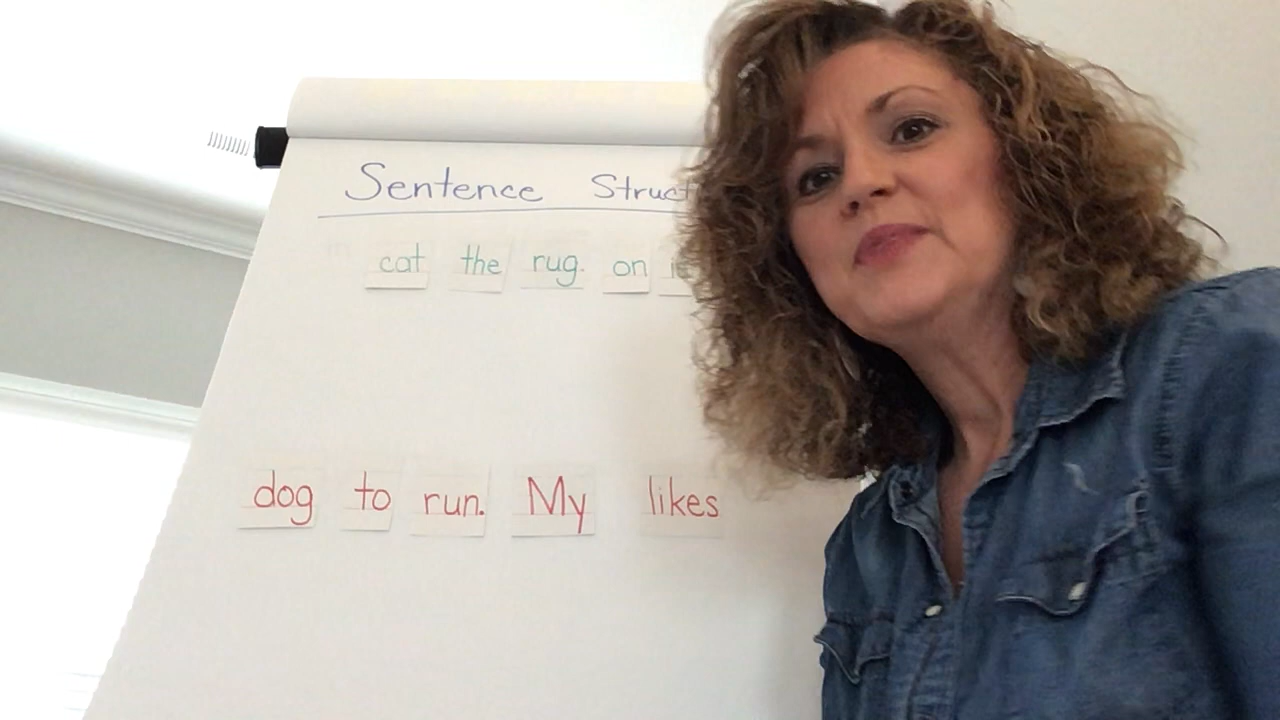 Sentence Struct
cat the rug. on
dog to run. My likes